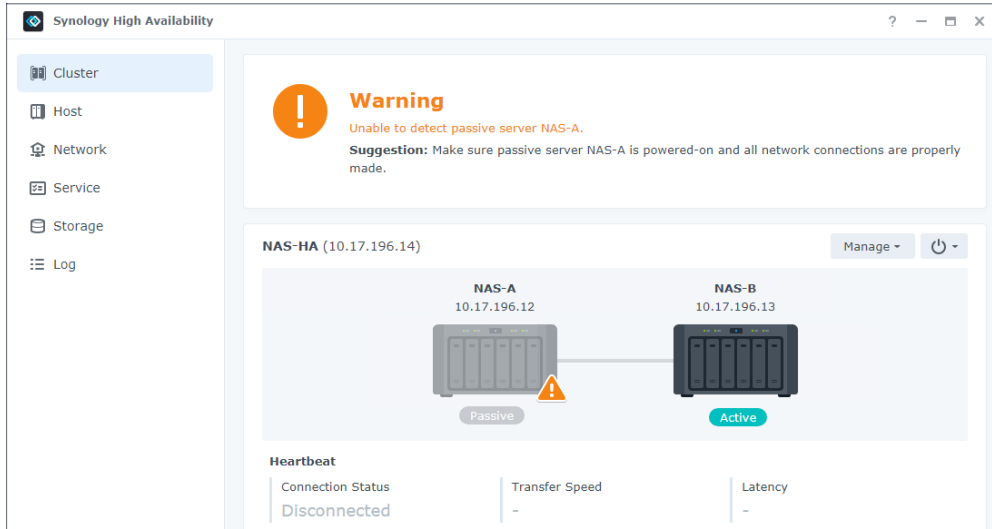 Synology High Availability
Cluster
Host
Network
Service
Storage
Log
Warning
Unable to detect passive server NAS-A.
Suggestion: Make sure passive server NAS-A is powered-on and all network connections are properly
made.
NAS-HA (10.17.196.14)
Manage
NAS-A
10.17.196.12
Passive
NAS-B
10.17.196.13
Active
Heartbeat
Connection Status
Disconnected
Transfer Speed
-
Latency
-